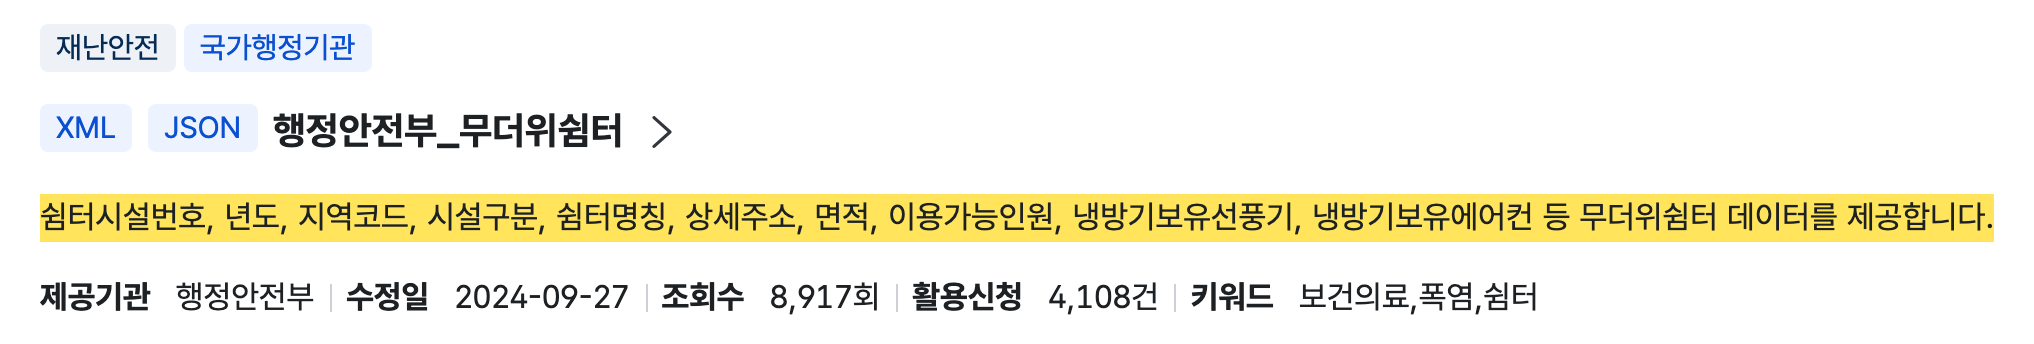 재난안전 국가행정기관
XML JSON 행정안전부_무더위쉼터
쉼터시설번호, 년도, 지역코드, 시설구분, 쉼터명칭, 상세주소, 면적, 이용가능인원, 냉방기보유선풍기, 냉방기보유에어컨 등 무더위쉼터 데이터를 제공합니다.
제공기관 행정안전부 수정일 2024-09-27 조회수 8,917회 활용신청 4,108건 키워드 보건의료,폭염,쉼터